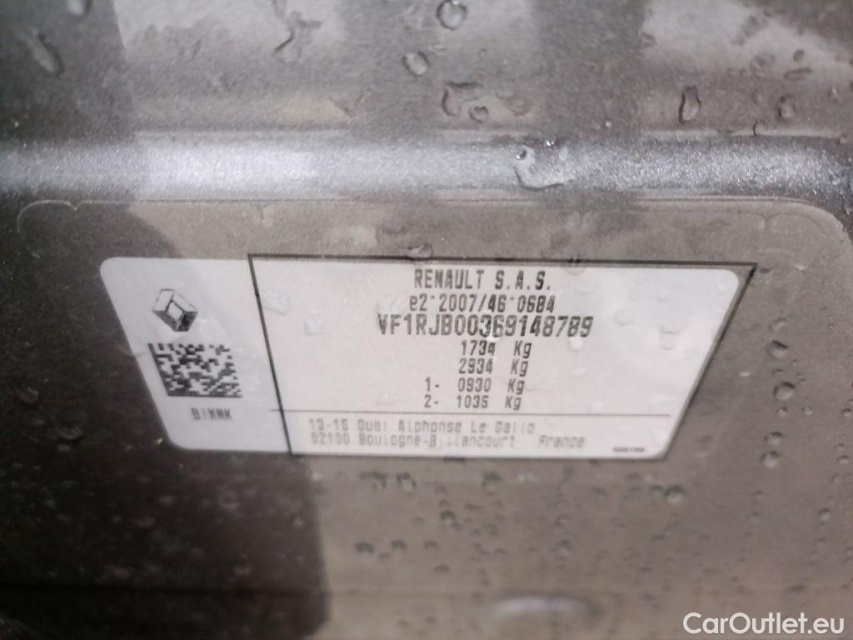 RENAULT S.A.S.
e2*2007/46*0684
VF1RJB00369148789
1734 Kg
2934 Kg
1- 0930 Kg
2- 1035 Kg
13-15 Quai Alphonse Le Gallo
92100 Boulogne-Billancourt France
CarOutlet.eu